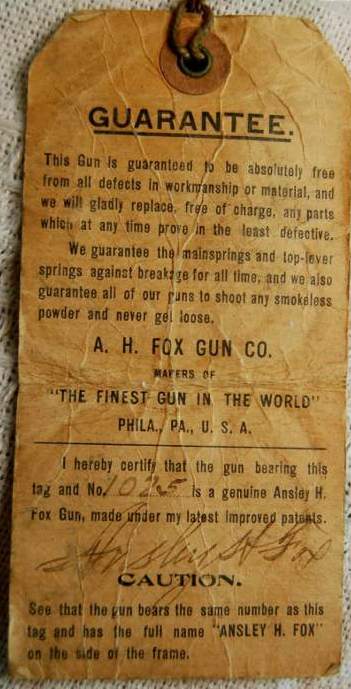 GUARANTEE.
This Gun is guaranteed to be absolutely free
from all defects in workmanship or material, and
we will gladly replace, free of charge, any parts
which at any time prove in the least defective.
We guarantee the mainsprings and top-lever
springs against breakage for all time, and we also
guarantee all of our guns to shoot any smokeless
powder and never get loose.
A. H. FOX GUN CO.
MAKERS OF
"THE FINEST GUN IN THE WORLD"
PHILA., PA., U. S. A.
I hereby certify that the gun bearing this
tag and No. 1025 is a genuine Ansley H.
Fox Gun, made under my latest improved patents.
Ansley H Fox
CAUTION.
See that the gun bears the same number as this
tag and has the full name "ANSLEY H. FOX"
on the side of the frame.